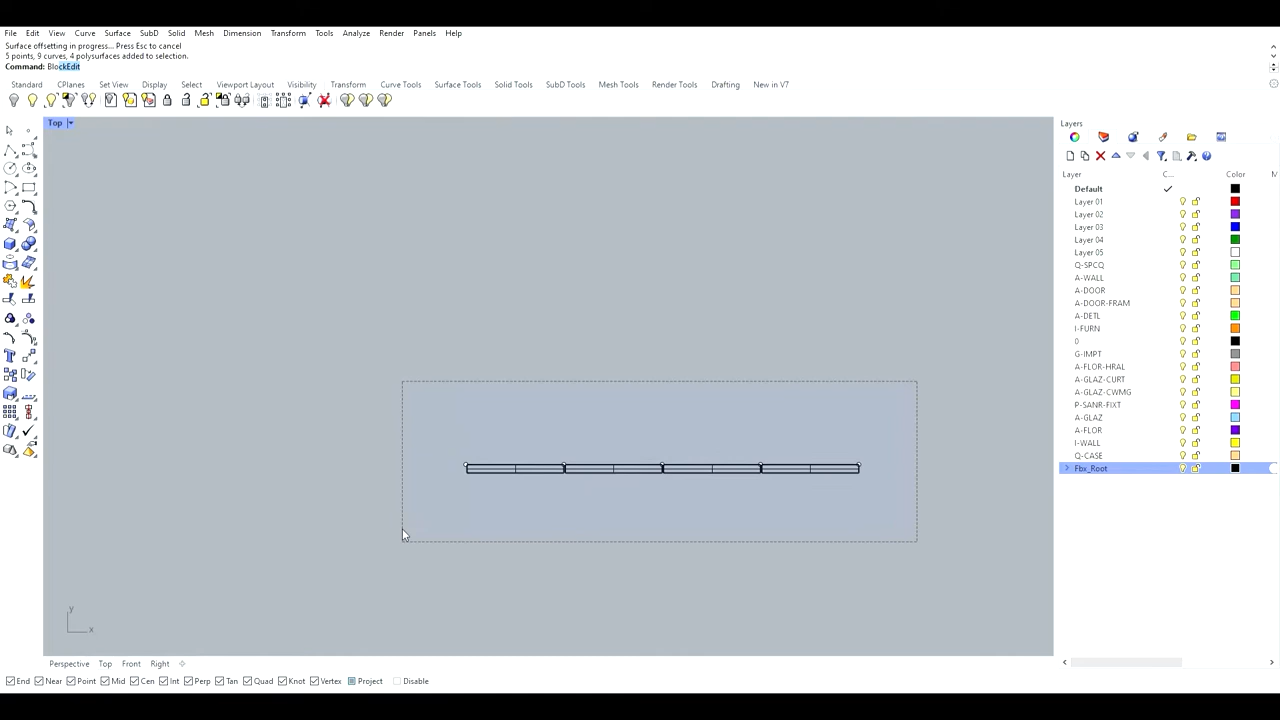 File Edit View Curve Surface SubD Solid Mesh Dimension Transform Tools Analyze Render Panels Help
Surface offsetting in progress... Press Esc to cancel
5 points, 9 curves, 4 polysurfaces added to selection.
Command: BlockEdit
Standard CPlanes Set View Display Select Viewport Layout Visibility Transform Curve Tools Surface Tools Solid Tools SubD Tools Mesh Tools Render Tools Drafting New in V7
Top
Layers
Layer C... Color M
Default
Layer 01
Layer 02
Layer 03
Layer 04
Layer 05
Q-SPCQ
A-WALL
A-DOOR
A-DOOR-FRAM
A-DETL
I-FURN
0
G-IMPT
A-FLOR-HRAL
A-GLAZ-CURT
A-GLAZ-CWMG
P-SANR-FIXT
A-GLAZ
A-FLOR
I-WALL
Q-CASE
Fbx_Root
y
x
Perspective Top Front Right
End Near Point Mid Cen Int Perp Tan Quad Knot Vertex Project Disable